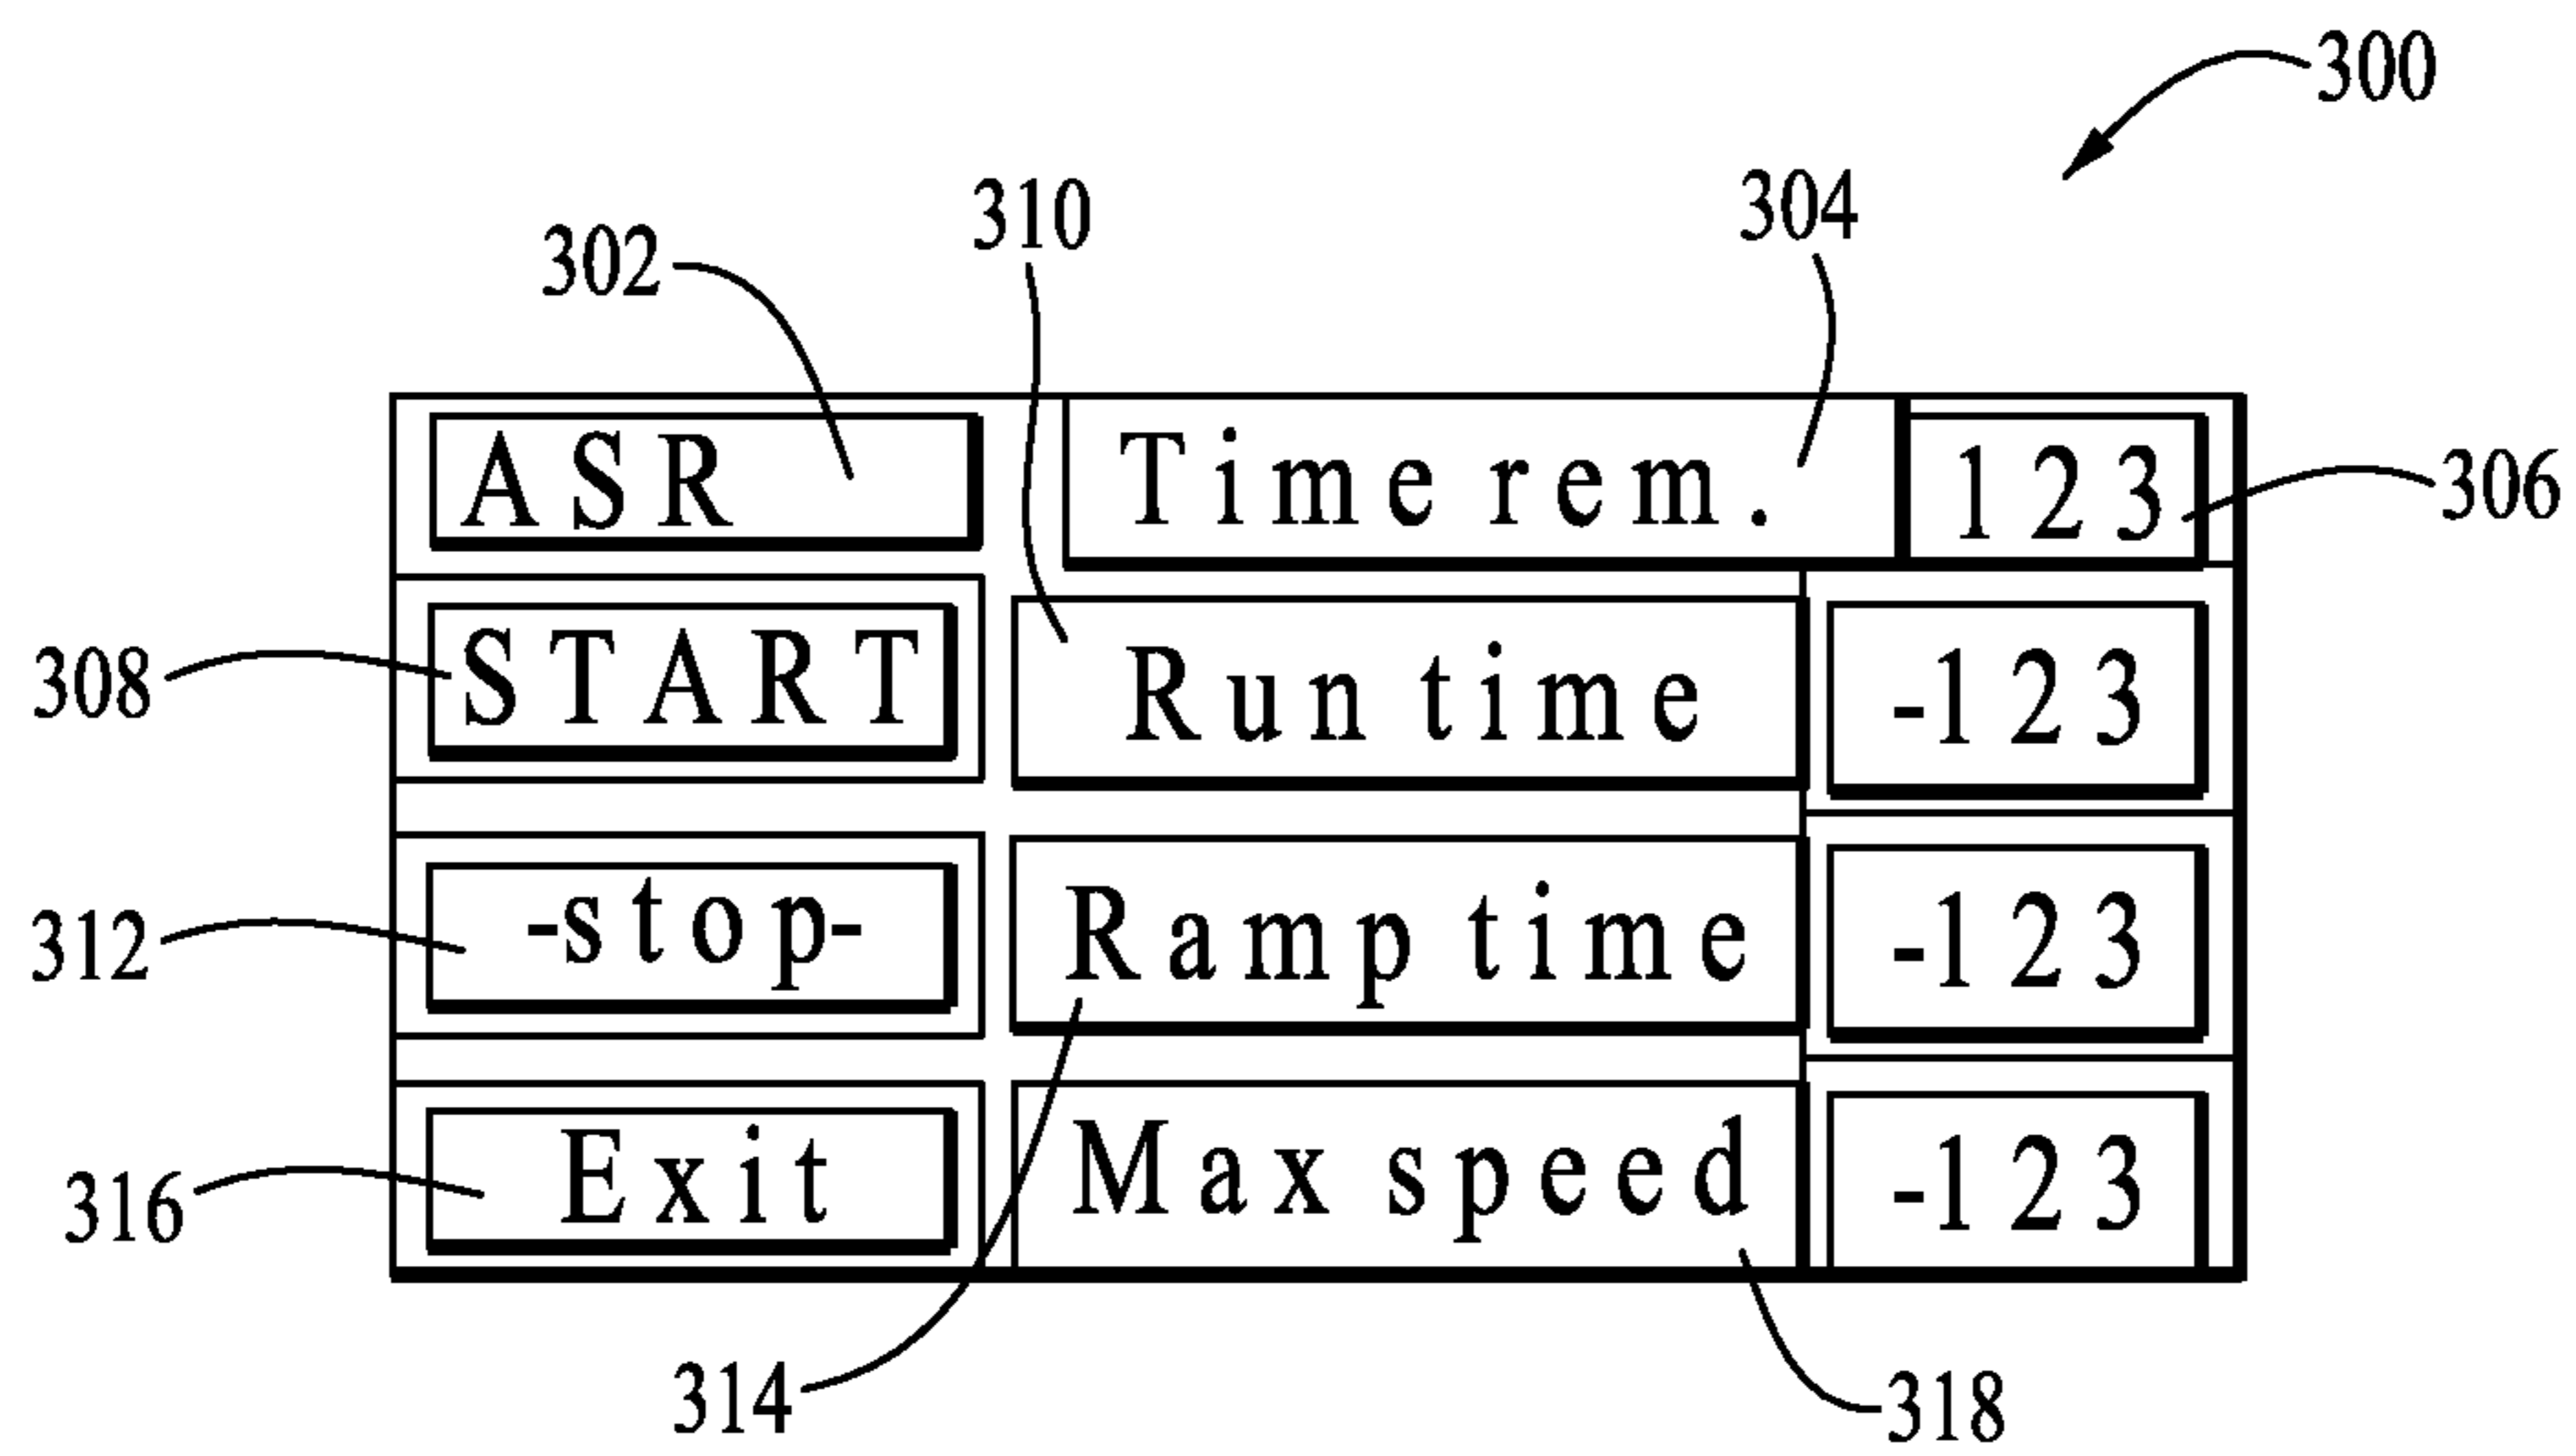 300
310
304
302
ASR
Time rem.
123
306
START
Run time
-123
308
-stop-
Ramp time
-123
312
Exit
Max speed
-123
316
314
318